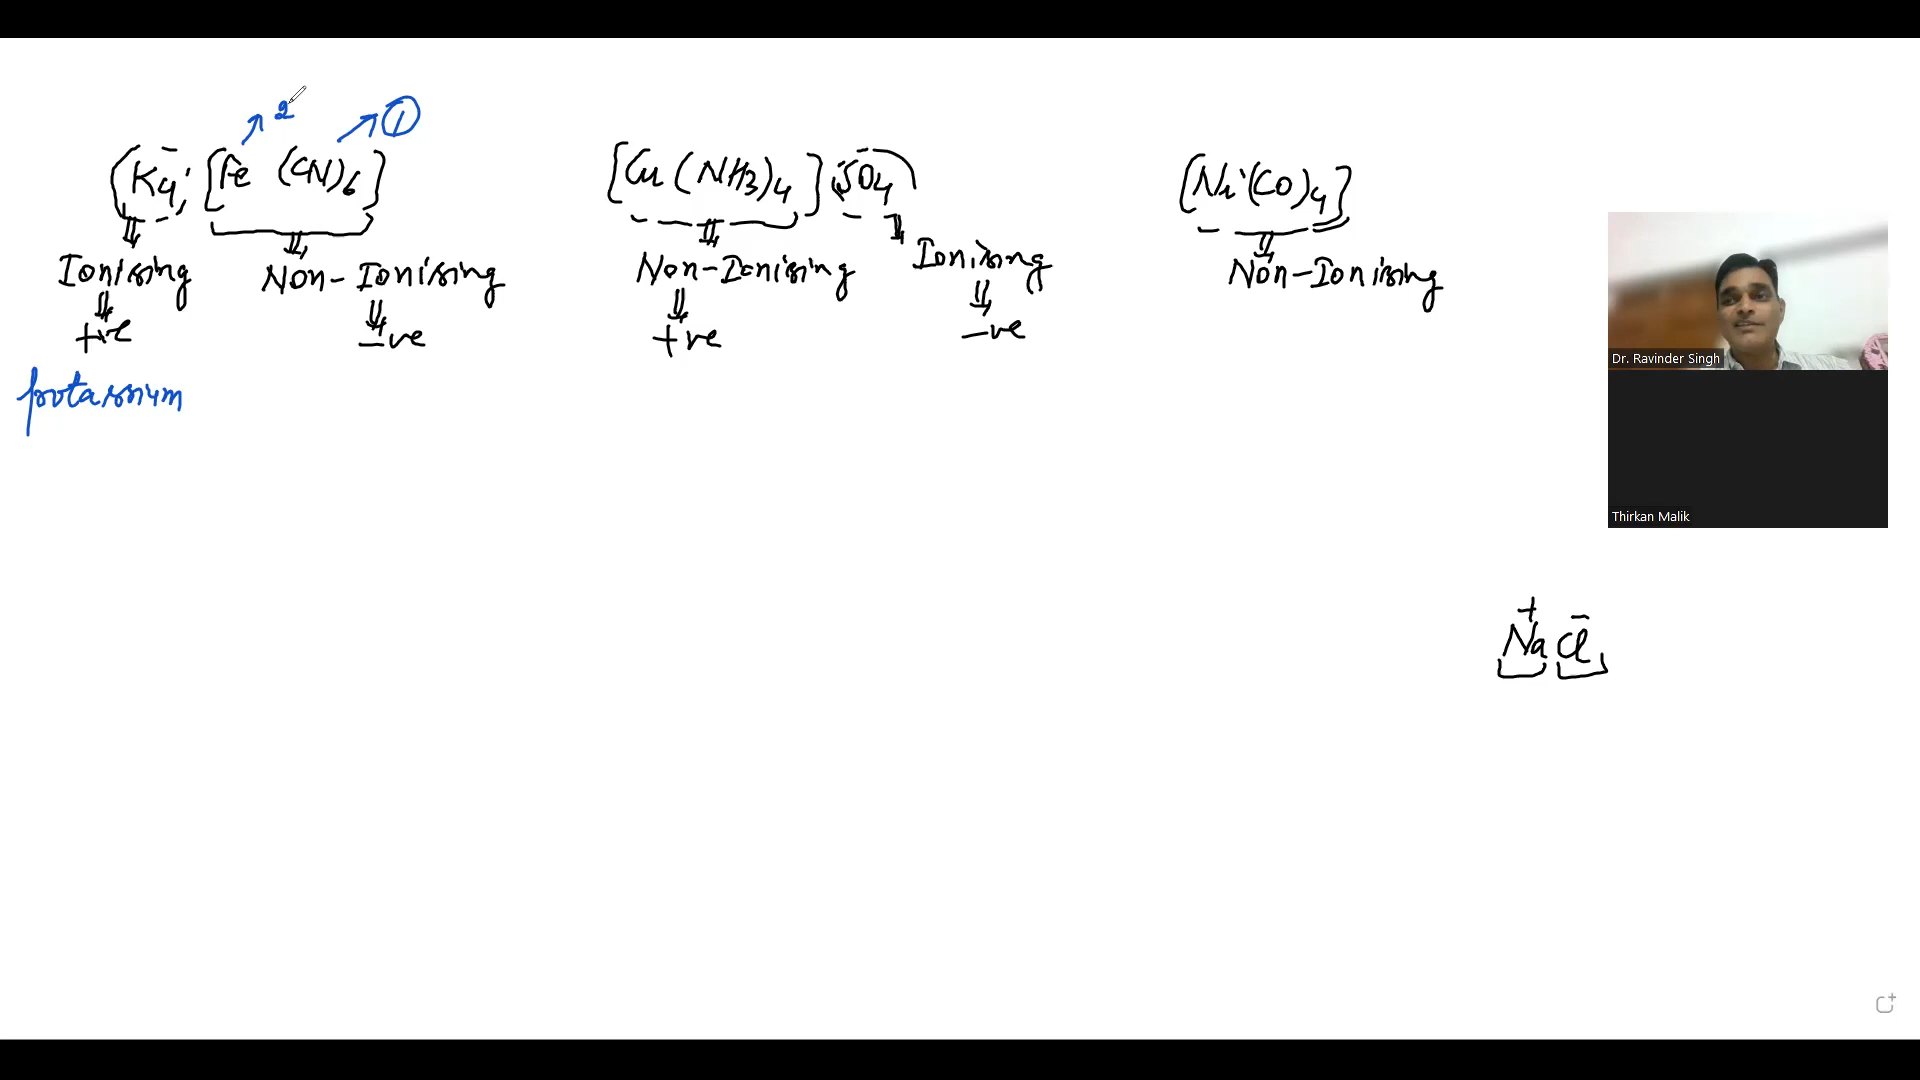 2 ①
K4 [Fe (CN)6] [Cu (NH3)4] SO4 [Ni (CO)4]
Ionising Non-Ionising Non-Ionising Ionising Non-Ionising
+ve -ve +ve -ve
potassium
Dr. Ravinder Singh
Thirkan Malik
+ -
Na Cl